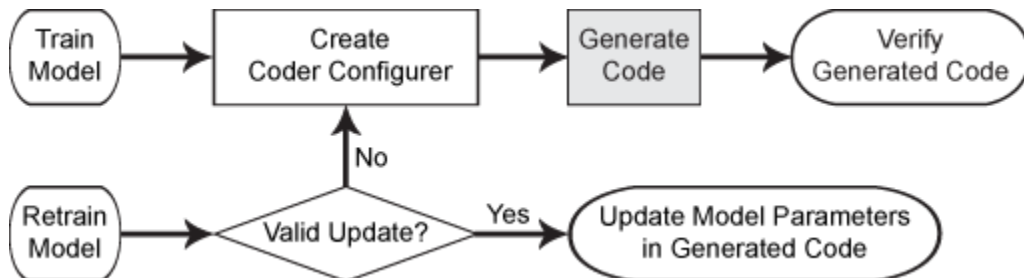 Train
Model
Create
Coder Configurer
Generate
Code
Verify
Generated Code
No
Retrain
Model
Valid Update?
Yes
Update Model Parameters
in Generated Code